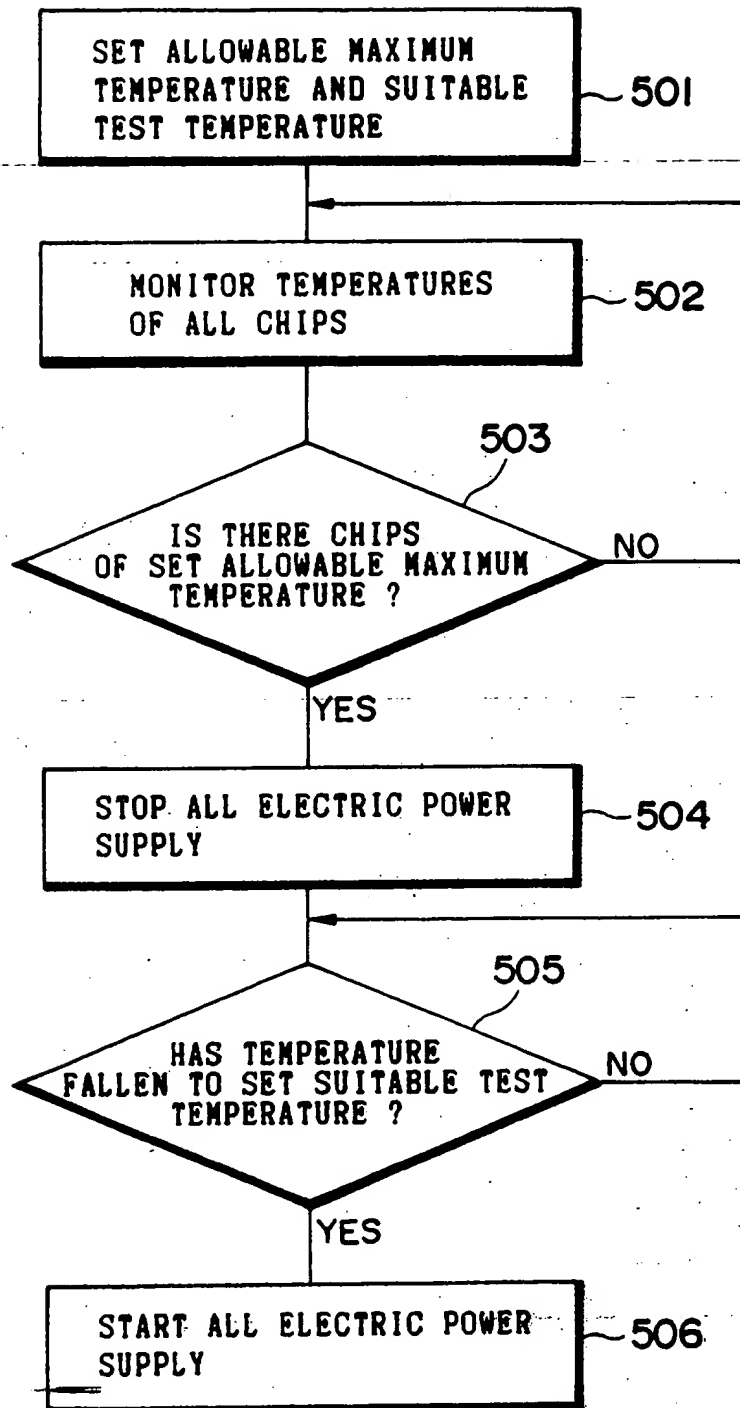 SET ALLOWABLE MAXIMUM
TEMPERATURE AND SUITABLE
TEST TEMPERATURE
501
MONITOR TEMPERATURES
OF ALL CHIPS
502
503
IS THERE CHIPS
OF SET ALLOWABLE MAXIMUM
TEMPERATURE ?
NO
YES
STOP ALL ELECTRIC POWER
SUPPLY
504
505
HAS TEMPERATURE
FALLEN TO SET SUITABLE TEST
TEMPERATURE ?
NO
YES
START ALL ELECTRIC POWER
SUPPLY
506